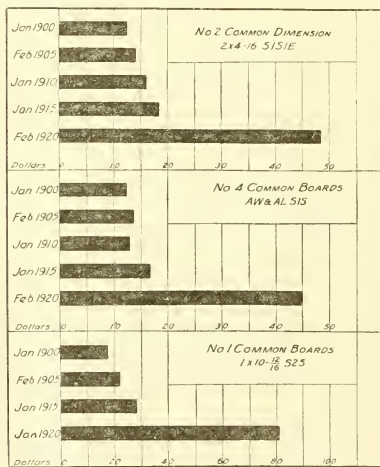 No 2 Common Dimension
2x4-16 S1S1E
Jan 1900
Feb 1905
Jan 1910
Jan 1915
Feb 1920
Dollars 0 10 20 30 40 50
No 4 Common Boards
AW & AL S1S
Jan 1900
Feb 1905
Jan 1910
Jan 1915
Feb 1920
Dollars 0 10 20 30 40 50
No 1 Common Boards
1 x 10-12/16 S2S
Jan 1900
Feb 1905
Jan 1915
Jan 1920
Dollars 0 20 40 60 80 100